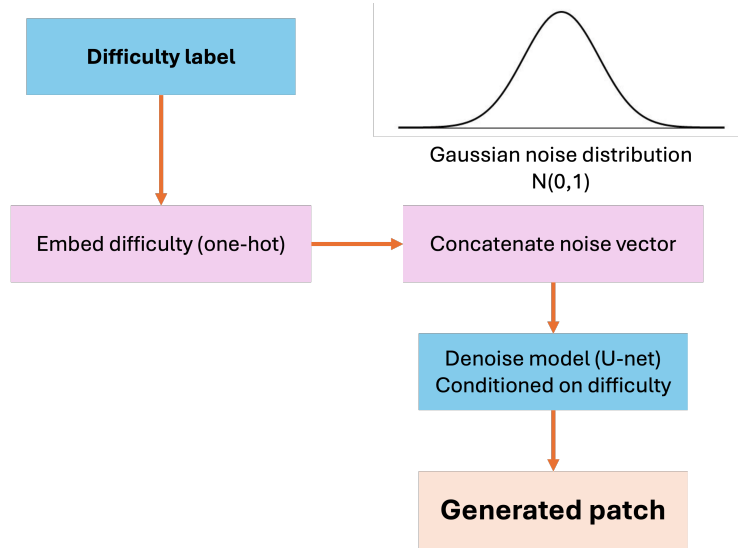 Difficulty label
Gaussian noise distribution
N(0,1)
Embed difficulty (one-hot)
Concatenate noise vector
Denoise model (U-net)
Conditioned on difficulty
Generated patch